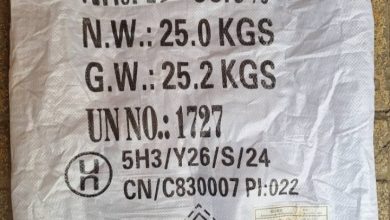 N.W.: 25.0 KGS
G.W.: 25.2 KGS
UN NO.: 1727
5H3/Y26/S/24
CN/C830007 PI:022